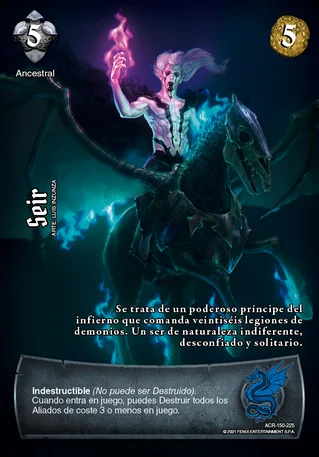 5
5
Ancestral
Seir
ARTE: LUIS INZUNZA
Se trata de un poderoso príncipe del
infierno que comanda veintiséis legiones de
demonios. Un ser de naturaleza indiferente,
desconfiado y solitario.
Indestructible (No puede ser Destruido).
Cuando entra en juego, puedes Destruir todos los
Aliados de coste 3 o menos en juego.
ACR-150-225
© 2021 FENIX ENTERTAINMENT S.P.A.